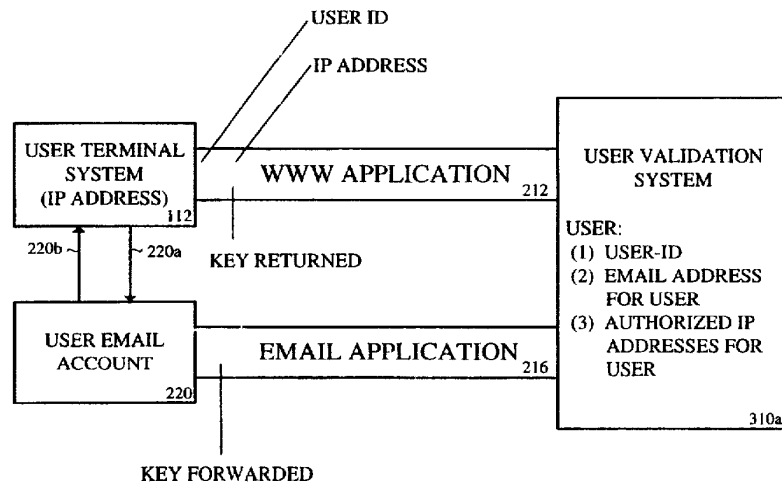 USER ID
IP ADDRESS
USER TERMINAL
SYSTEM
(IP ADDRESS)
112
WWW APPLICATION
212
KEY RETURNED
220b
220a
USER EMAIL
ACCOUNT
220
EMAIL APPLICATION
216
KEY FORWARDED
USER VALIDATION
SYSTEM
USER:
(1) USER-ID
(2) EMAIL ADDRESS
FOR USER
(3) AUTHORIZED IP
ADDRESSES FOR
USER
310a